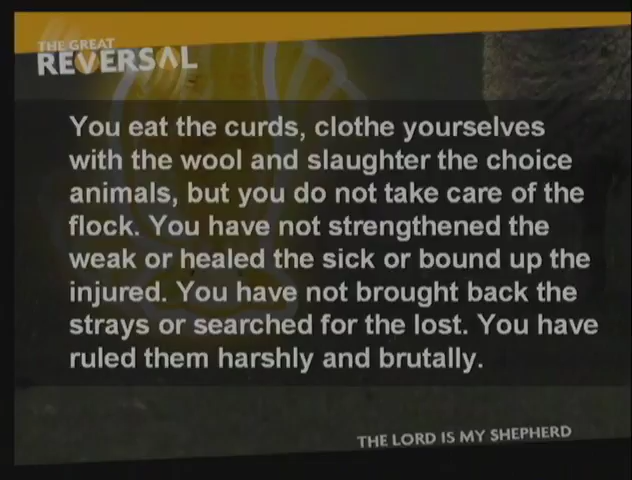 THE GREAT
REVERSAL
You eat the curds, clothe yourselves
with the wool and slaughter the choice
animals, but you do not take care of the
flock. You have not strengthened the
weak or healed the sick or bound up the
injured. You have not brought back the
strays or searched for the lost. You have
ruled them harshly and brutally.
THE LORD IS MY SHEPHERD